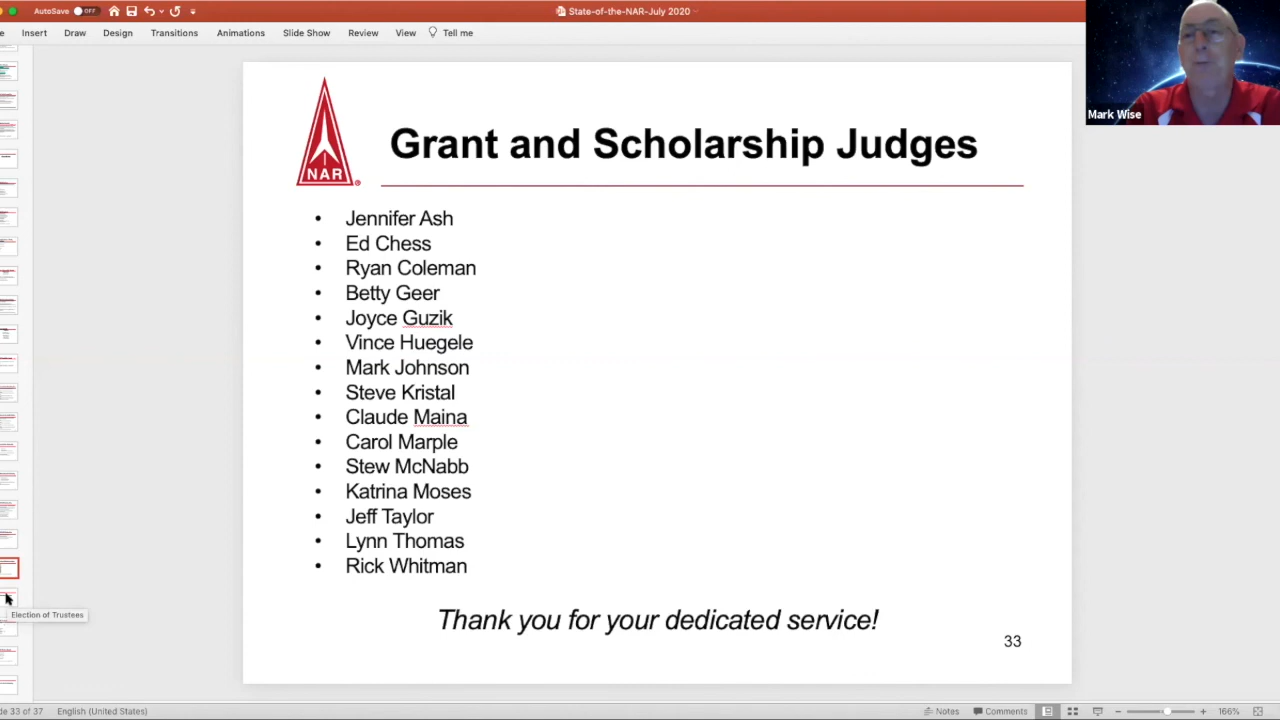 AutoSave OFF
State-of-the-NAR-July 2020
Insert Draw Design Transitions Animations Slide Show Review View Tell me
Mark Wise
NAR
®
Grant and Scholarship Judges
• Jennifer Ash
• Ed Chess
• Ryan Coleman
• Betty Geer
• Joyce Guzik
• Vince Huegele
• Mark Johnson
• Steve Kristal
• Claude Maina
• Carol Marple
• Stew McNabb
• Katrina Moses
• Jeff Taylor
• Lynn Thomas
• Rick Whitman
Election of Trustees
Thank you for your dedicated service!
33
33 of 37 English (United States) Notes Comments 166%